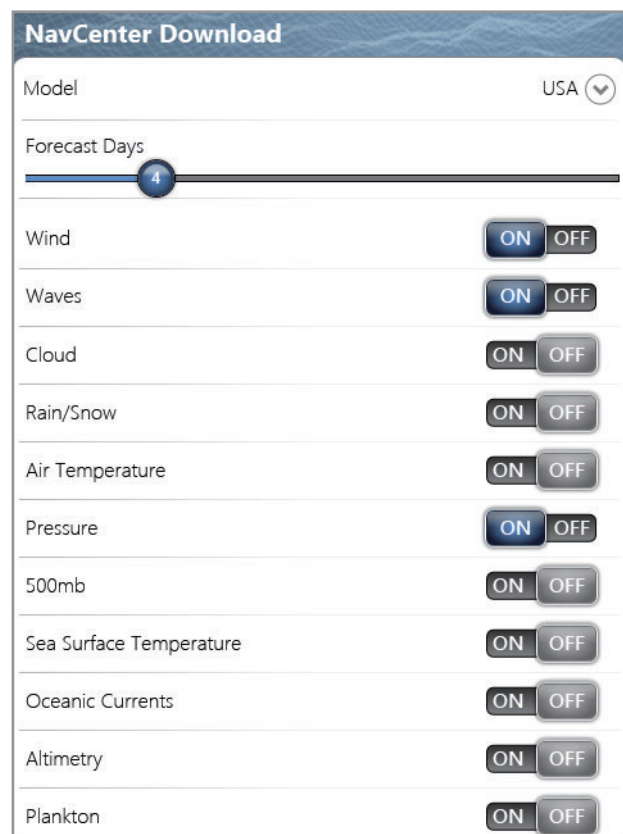 NavCenter Download
Model USA
Forecast Days
4
Wind ON OFF
Waves ON OFF
Cloud ON OFF
Rain/Snow ON OFF
Air Temperature ON OFF
Pressure ON OFF
500mb ON OFF
Sea Surface Temperature ON OFF
Oceanic Currents ON OFF
Altimetry ON OFF
Plankton ON OFF